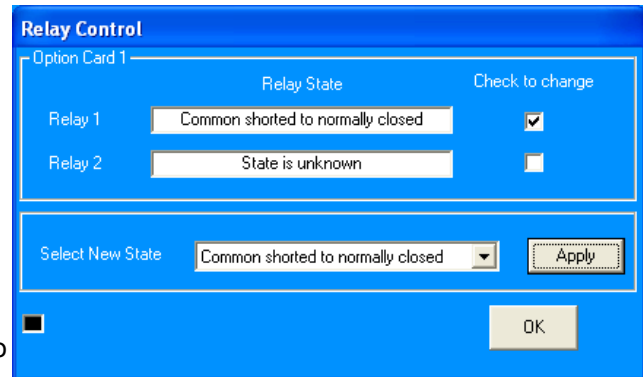 Relay Control
Option Card 1
Relay State Check to change
Relay 1 Common shorted to normally closed
Relay 2 State is unknown
Select New State Common shorted to normally closed Apply
OK